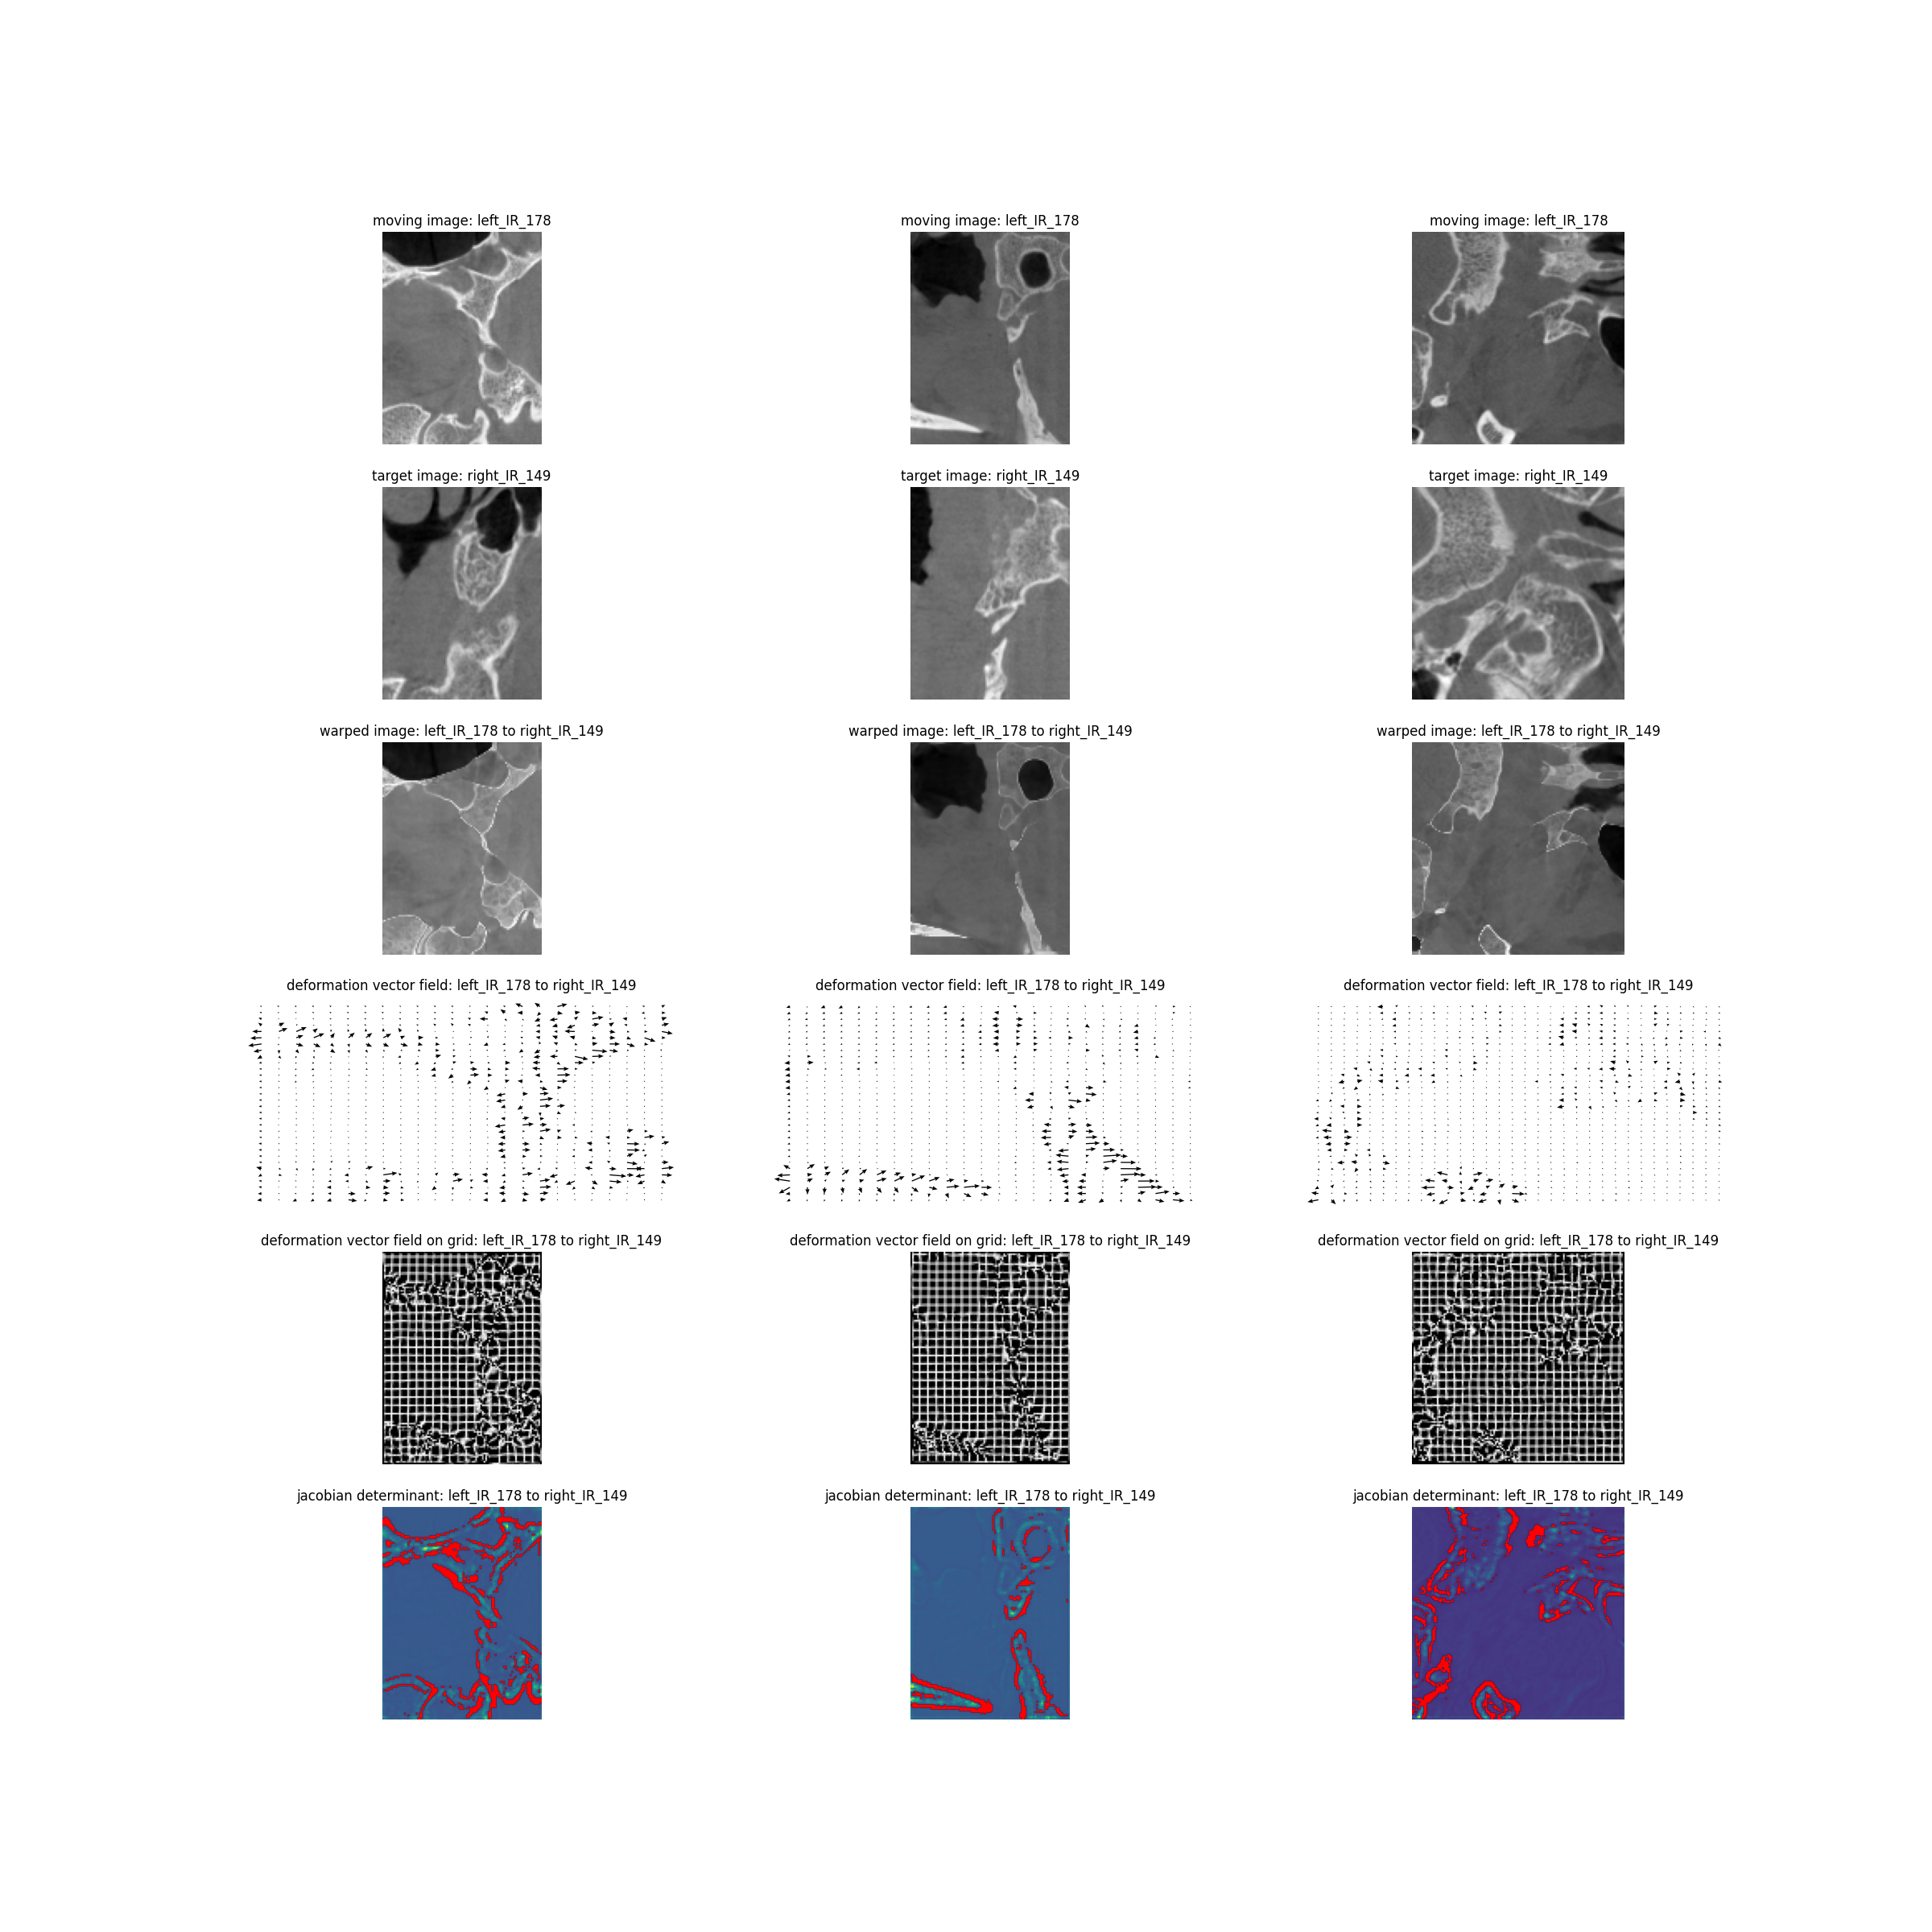 moving image: left_IR_178
moving image: left_IR_178
moving image: left_IR_178
target image: right_IR_149
target image: right_IR_149
target image: right_IR_149
warped image: left_IR_178 to right_IR_149
warped image: left_IR_178 to right_IR_149
warped image: left_IR_178 to right_IR_149
deformation vector field: left_IR_178 to right_IR_149
deformation vector field: left_IR_178 to right_IR_149
deformation vector field: left_IR_178 to right_IR_149
deformation vector field on grid: left_IR_178 to right_IR_149
deformation vector field on grid: left_IR_178 to right_IR_149
deformation vector field on grid: left_IR_178 to right_IR_149
jacobian determinant: left_IR_178 to right_IR_149
jacobian determinant: left_IR_178 to right_IR_149
jacobian determinant: left_IR_178 to right_IR_149